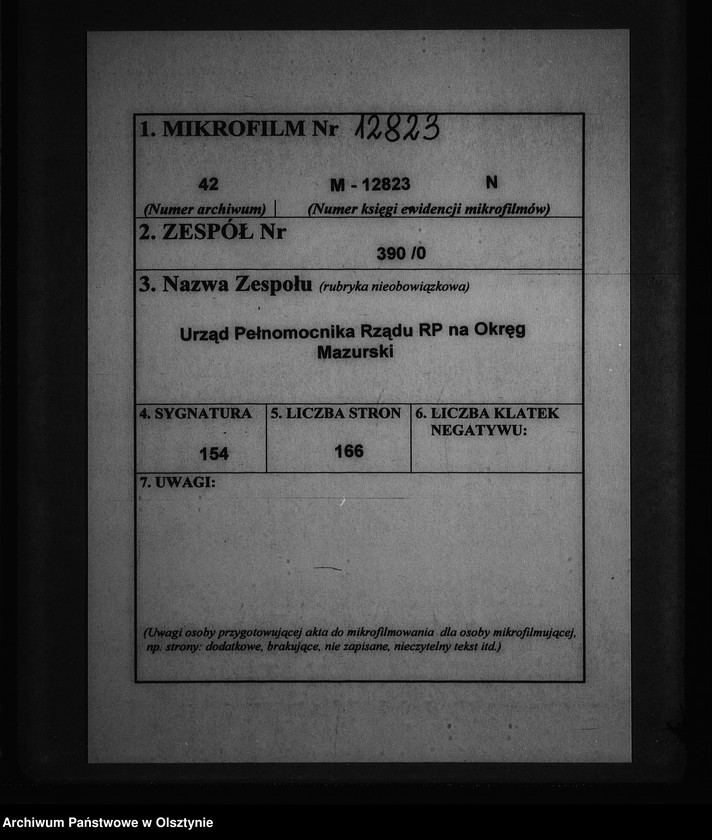 1. MIKROFILM Nr 12823
42 M - 12823 N
(Numer archiwum) (Numer księgi ewidencji mikrofilmów)
2. ZESPÓŁ Nr
390 /0
3. Nazwa Zespołu (rubryka nieobowiązkowa)
Urząd Pełnomocnika Rządu RP na Okręg
Mazurski
4. SYGNATURA 5. LICZBA STRON 6. LICZBA KLATEK
NEGATYWU:
154 166
7. UWAGI:
(Uwagi osoby przygotowującej akta do mikrofilmowania dla osoby mikrofilmującej,
np. strony: dodatkowe, brakujące, nie zapisane, nieczytelny tekst itd.)
Archiwum Państwowe w Olsztynie